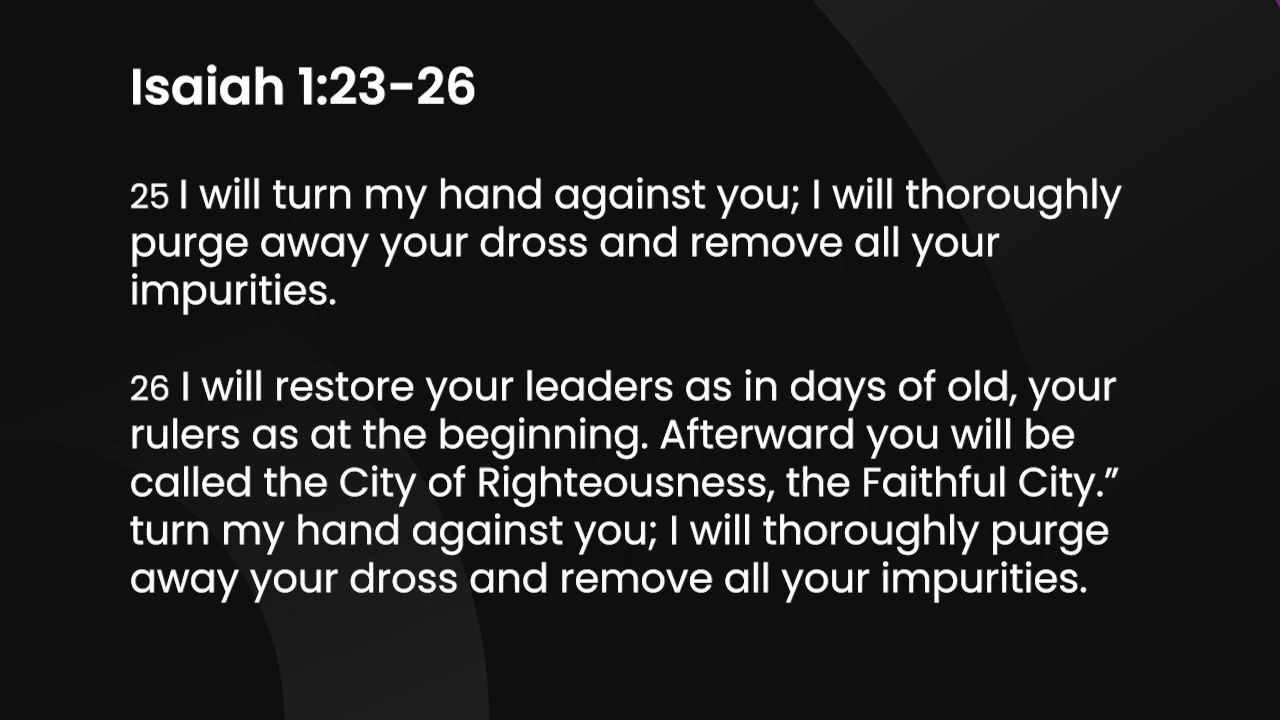 Isaiah 1:23-26
25 I will turn my hand against you; I will thoroughly
purge away your dross and remove all your
impurities.
26 I will restore your leaders as in days of old, your
rulers as at the beginning. Afterward you will be
called the City of Righteousness, the Faithful City.”
turn my hand against you; I will thoroughly purge
away your dross and remove all your impurities.